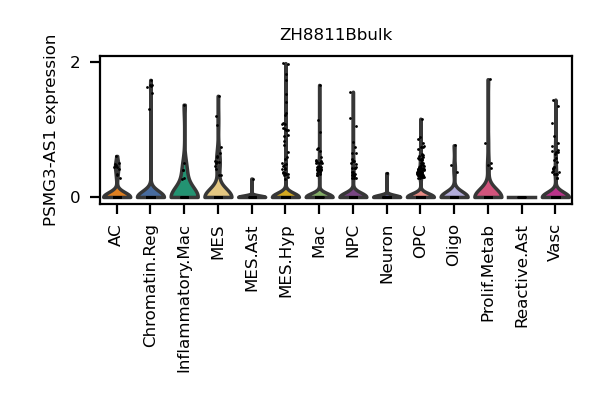 ZH8811Bbulk
PSMG3-AS1 expression
2
0
AC
Chromatin.Reg
Inflammatory.Mac
MES
MES.Ast
MES.Hyp
Mac
NPC
Neuron
OPC
Oligo
Prolif.Metab
Reactive.Ast
Vasc